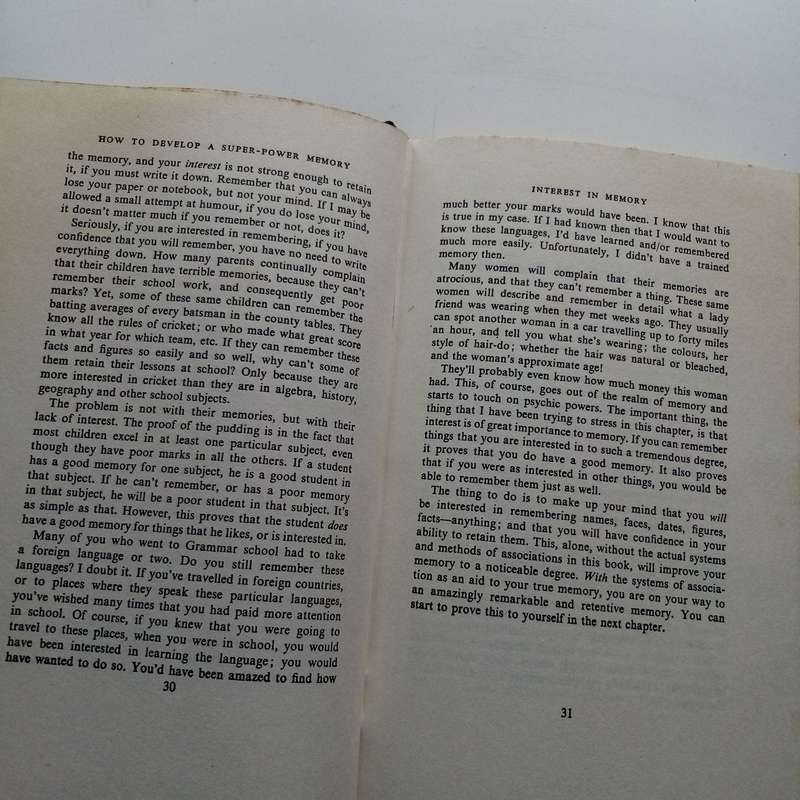 HOW TO DEVELOP A SUPER-POWER MEMORY
the memory, and your interest is not strong enough to retain
it, if you must write it down. Remember that you can always
lose your paper or notebook, but not your mind. If I may be
allowed a small attempt at humour, if you do lose your mind,
it doesn't matter much if you remember or not, does it?
Seriously, if you are interested in remembering, if you have
confidence that you will remember, you have no need to write
everything down. How many parents continually complain
that their children have terrible memories, because they can't
remember their school work, and consequently get poor
marks? Yet, some of these same children can remember the
batting averages of every batsman in the county tables. They
know all the rules of cricket; or who made what great score
in what year for which team, etc. If they can remember these
facts and figures so easily and so well, why can't some of
them retain their lessons at school? Only because they are
more interested in cricket than they are in algebra, history,
geography and other school subjects.
The problem is not with their memories, but with their
lack of interest. The proof of the pudding is in the fact that
most children excel in at least one particular subject, even
though they have poor marks in all the others. If a student
has a good memory for one subject, he is a good student in
that subject. If he can't remember, or has a poor memory
in that subject, he will be a poor student in that subject. It's
as simple as that. However, this proves that the student does
have a good memory for things that he likes, or is interested in.
Many of you who went to Grammar school had to take
a foreign language or two. Do you still remember these
languages? I doubt it. If you've travelled in foreign countries,
or to places where they speak these particular languages,
you've wished many times that you had paid more attention
in school. Of course, if you knew that you were going to
travel to these places, when you were in school, you would
have been interested in learning the language; you would
have wanted to do so. You'd have been amazed to find how
30
INTEREST IN MEMORY
much better your marks would have been. I know that this
is true in my case. If I had known then that I would want to
know these languages, I'd have learned and/or remembered
much more easily. Unfortunately, I didn't have a trained
memory then.
Many women will complain that their memories are
atrocious, and that they can't remember a thing. These same
women will describe and remember in detail what a lady
friend was wearing when they met weeks ago. They usually
can spot another woman in a car travelling up to forty miles
an hour, and tell you what she's wearing; the colours, her
style of hair-do; whether the hair was natural or bleached,
and the woman's approximate age!
They'll probably even know how much money this woman
had. This, of course, goes out of the realm of memory and
starts to touch on psychic powers. The important thing, the
thing that I have been trying to stress in this chapter, is that
interest is of great importance to memory. If you can remember
things that you are interested in to such a tremendous degree,
it proves that you do have a good memory. It also proves
that if you were as interested in other things, you would be
able to remember them just as well.
The thing to do is to make up your mind that you will
be interested in remembering names, faces, dates, figures,
facts—anything; and that you will have confidence in your
ability to retain them. This, alone, without the actual systems
and methods of associations in this book, will improve your
memory to a noticeable degree. With the systems of associa-
tion as an aid to your true memory, you are on your way to
an amazingly remarkable and retentive memory. You can
start to prove this to yourself in the next chapter.
31